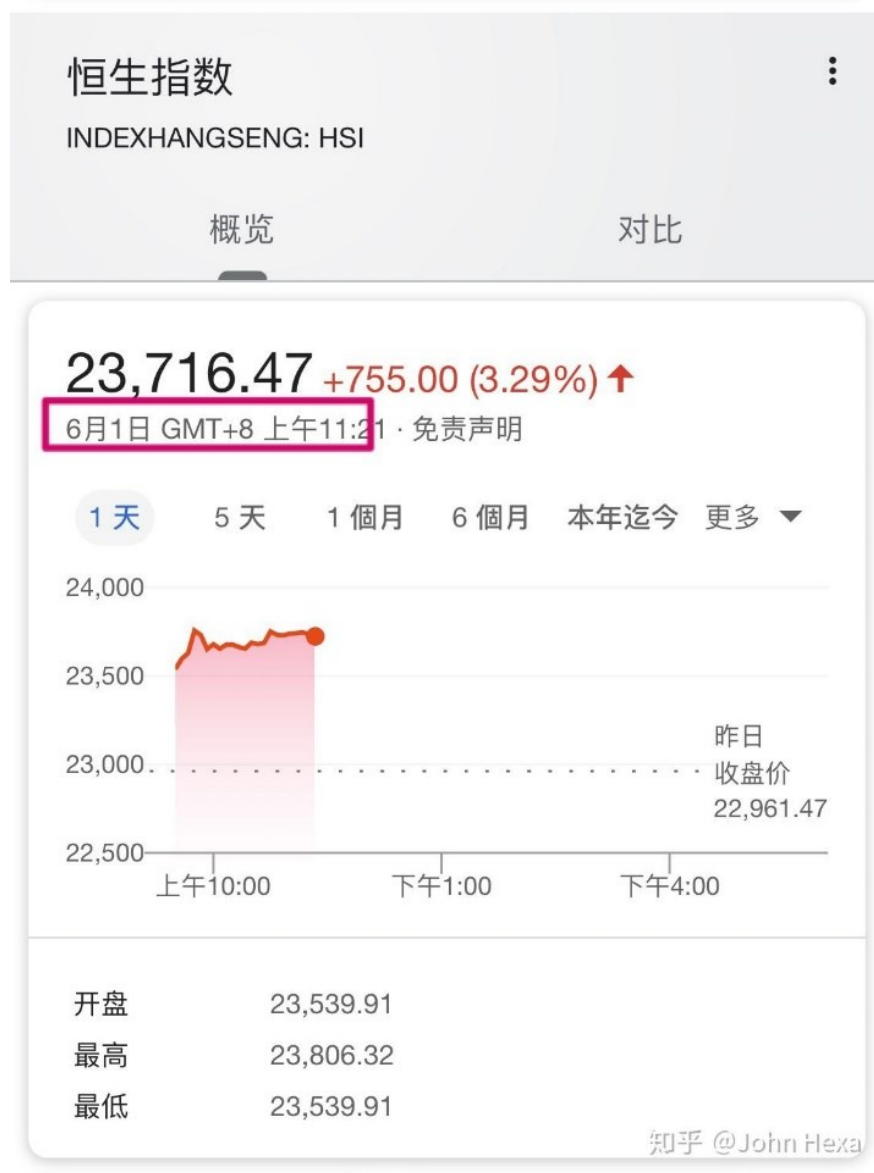 恒生指数
INDEXHANGSENG: HSI
概览 对比
23,716.47 +755.00 (3.29%) ↑
6月1日 GMT+8 上午11:21 · 免责声明
1 天 5 天 1 個月 6 個月 本年迄今 更多
24,000
23,500
23,000
22,500
昨日
收盘价
22,961.47
上午10:00 下午1:00 下午4:00
开盘 23,539.91
最高 23,806.32
最低 23,539.91
知乎 @John Hexa